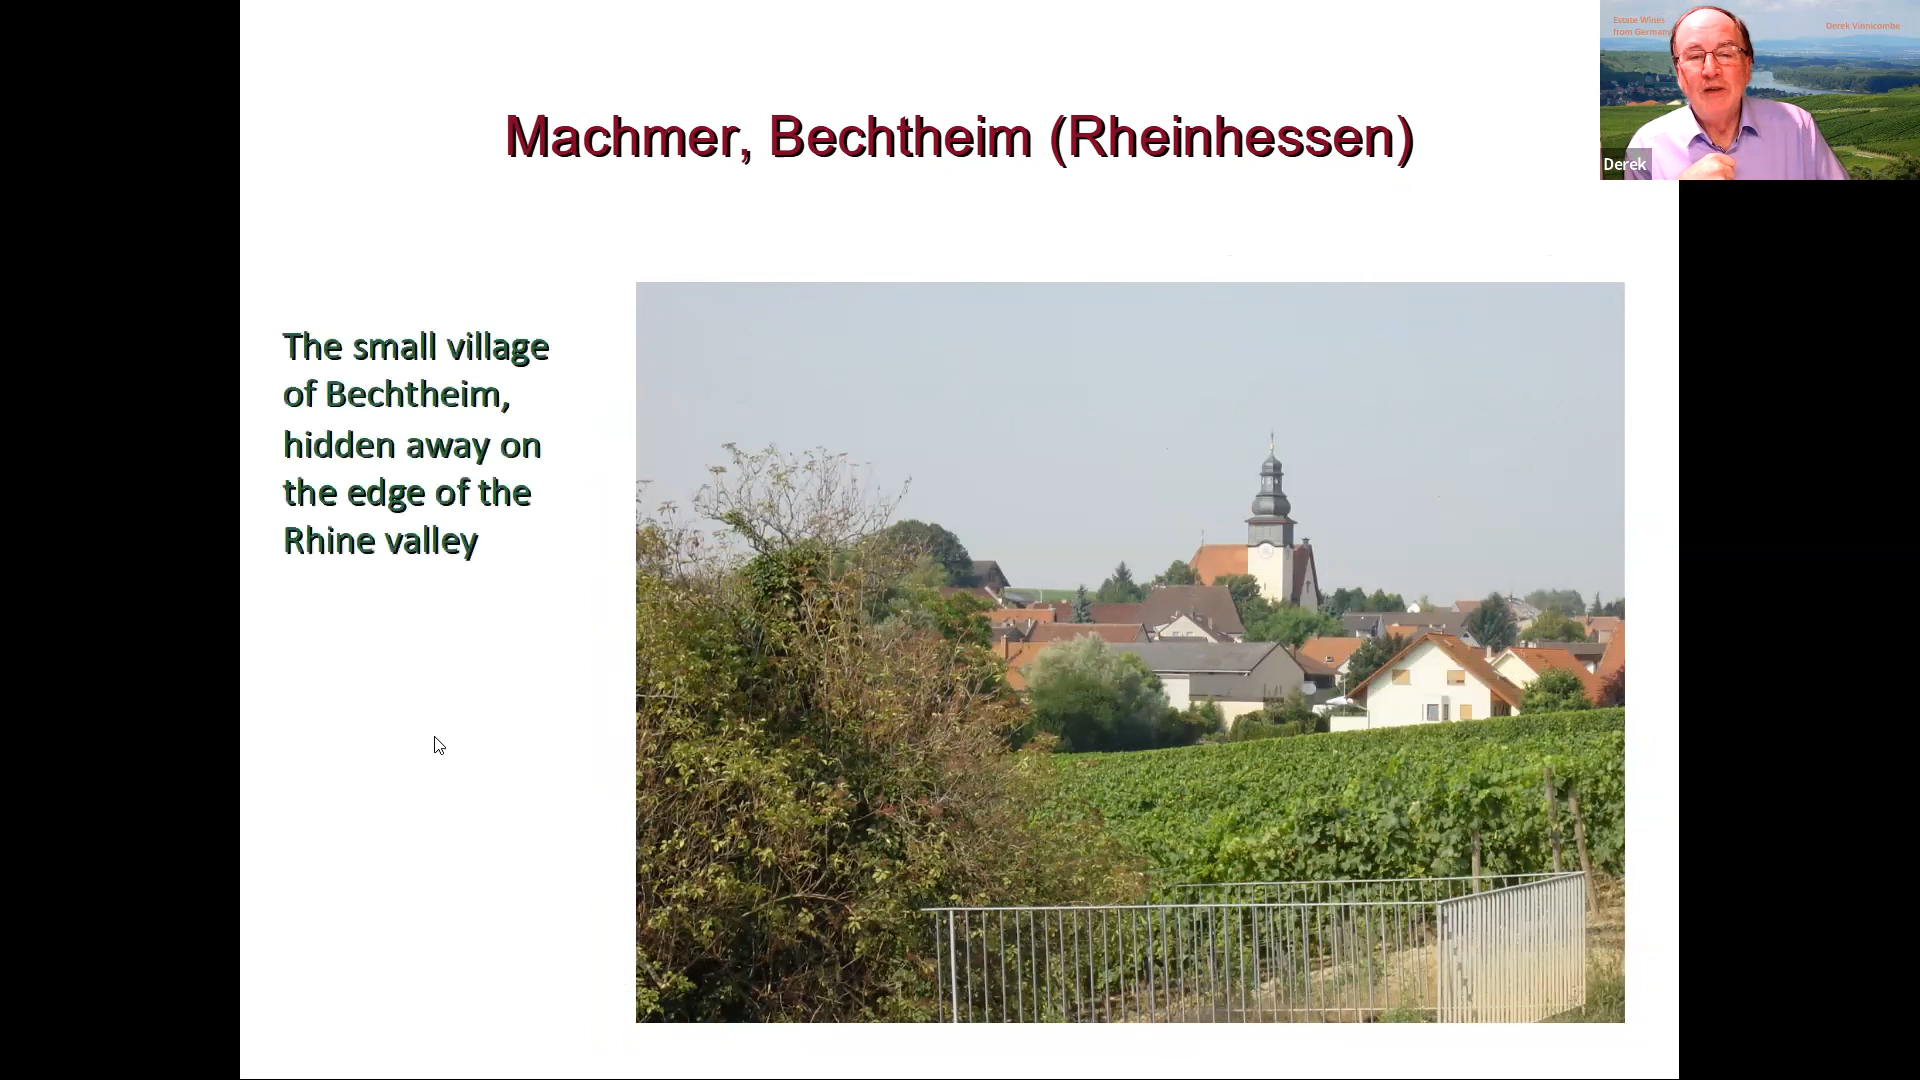 Machmer, Bechtheim (Rheinhessen)
The small village
of Bechtheim,
hidden away on
the edge of the
Rhine valley
Estate Wines
from Germany
Derek Vinnicombe
Derek